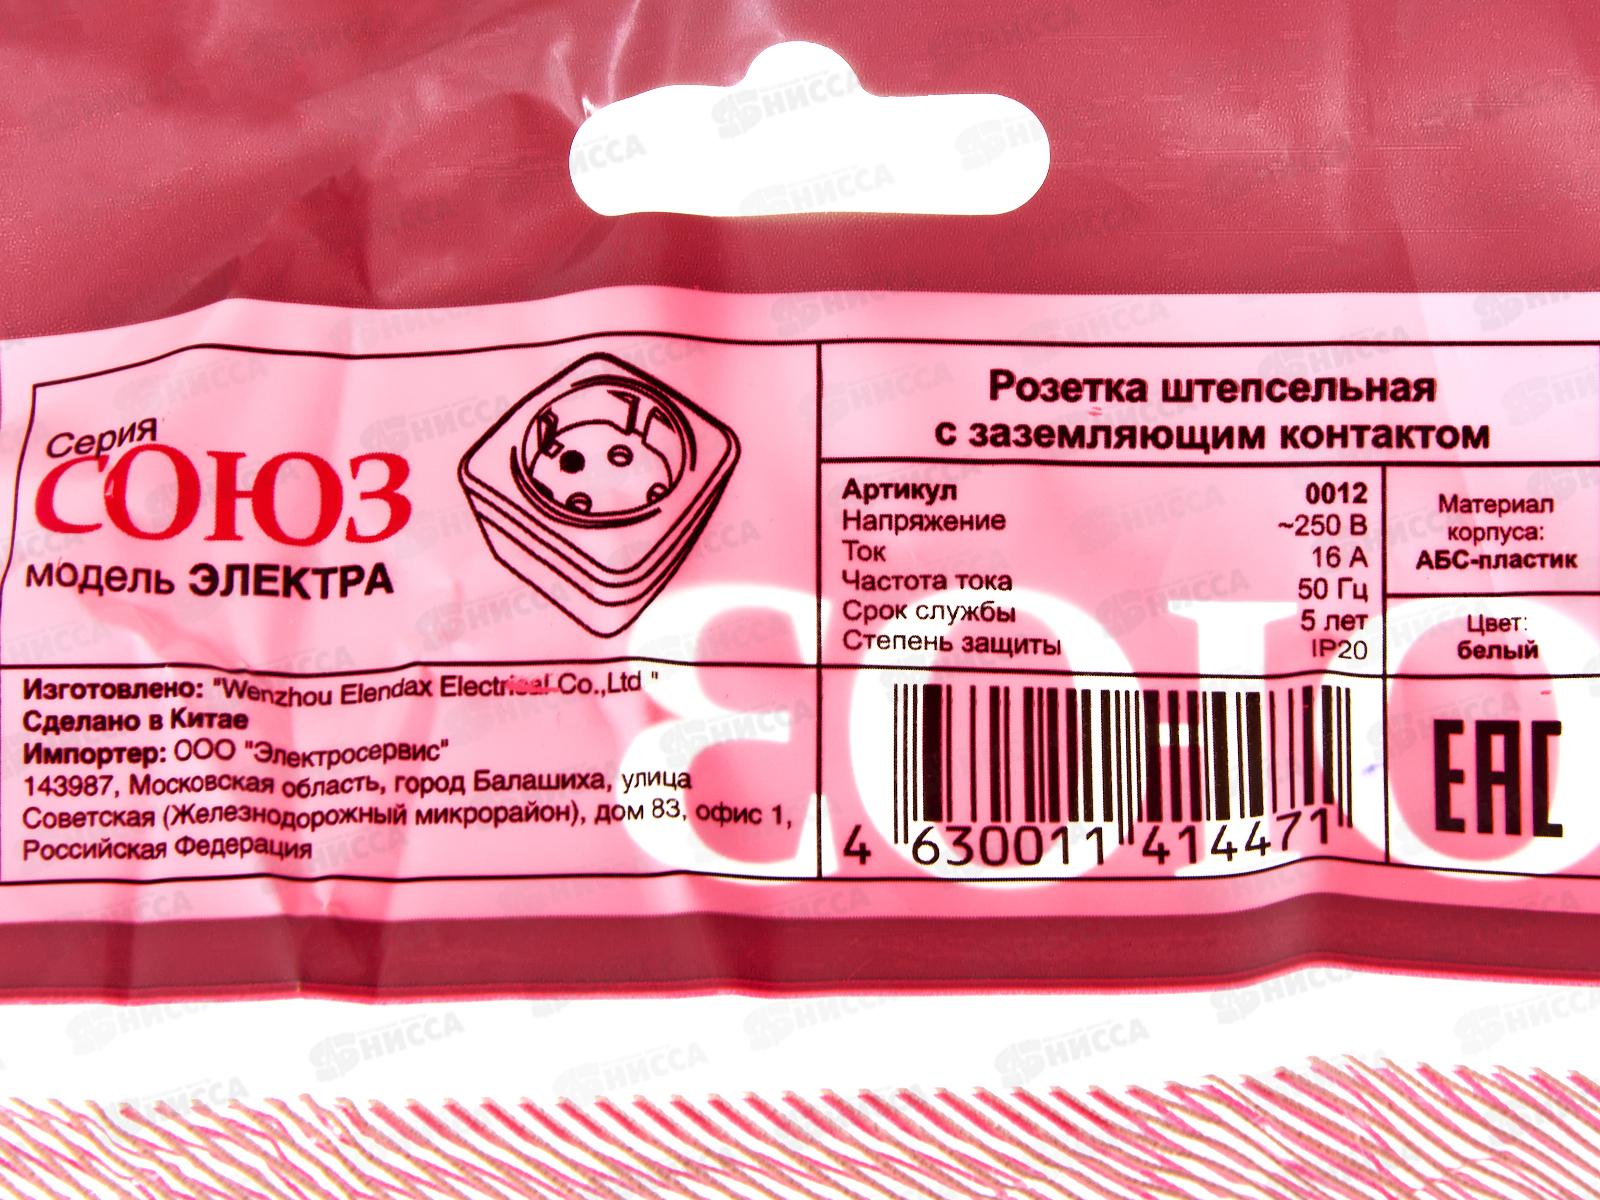 Серия
СОЮЗ
модель ЭЛЕКТРА
Розетка штепсельная
с заземляющим контактом
Артикул 0012
Напряжение ~250 В
Ток 16 А
Частота тока 50 Гц
Срок службы 5 лет
Степень защиты IP20
Материал
корпуса:
АБС-пластик
Цвет:
белый
Изготовлено: "Wenzhou Elendax Electrical Co.,Ltd "
Сделано в Китае
Импортер: ООО "Электросервис"
143987, Московская область, город Балашиха, улица
Советская (Железнодорожный микрорайон), дом 83, офис 1,
Российская Федерация
4 630011 414471
ЕАС
НИССА